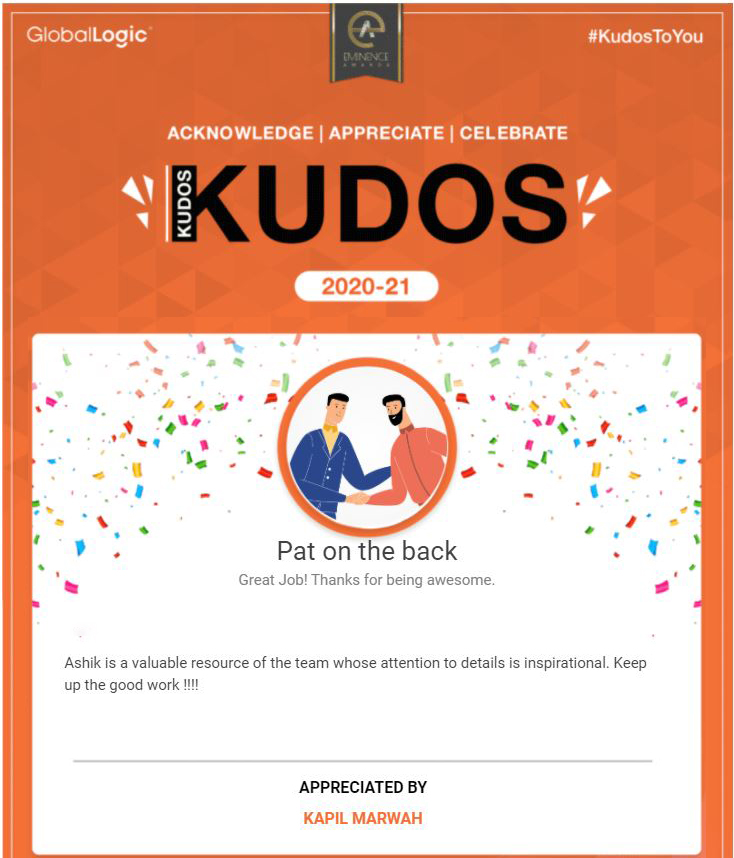 GlobalLogic
EMINENCE
AWARDS
#KudosToYou
ACKNOWLEDGE | APPRECIATE | CELEBRATE
KUDOS
KUDOS
2020-21
Pat on the back
Great Job! Thanks for being awesome.
Ashik is a valuable resource of the team whose attention to details is inspirational. Keep
up the good work !!!!
APPRECIATED BY
KAPIL MARWAH